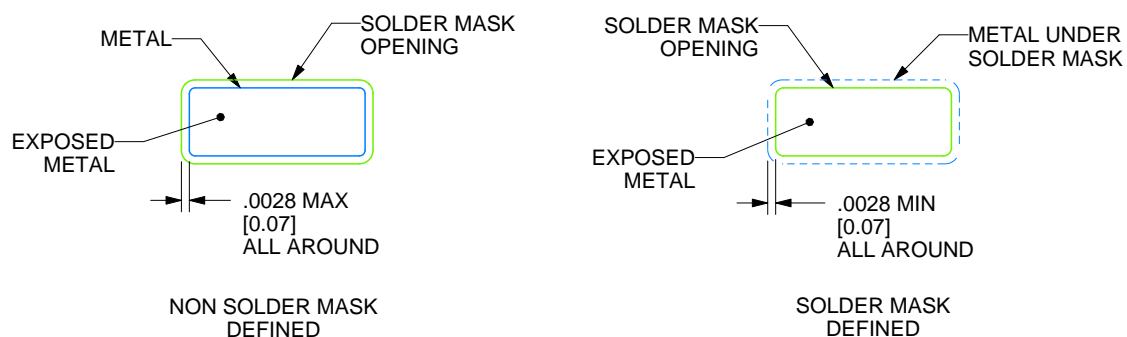 METAL
SOLDER MASK
OPENING
EXPOSED
METAL
.0028 MAX
[0.07]
ALL AROUND
NON SOLDER MASK
DEFINED
SOLDER MASK
OPENING
METAL UNDER
SOLDER MASK
EXPOSED
METAL
.0028 MIN
[0.07]
ALL AROUND
SOLDER MASK
DEFINED